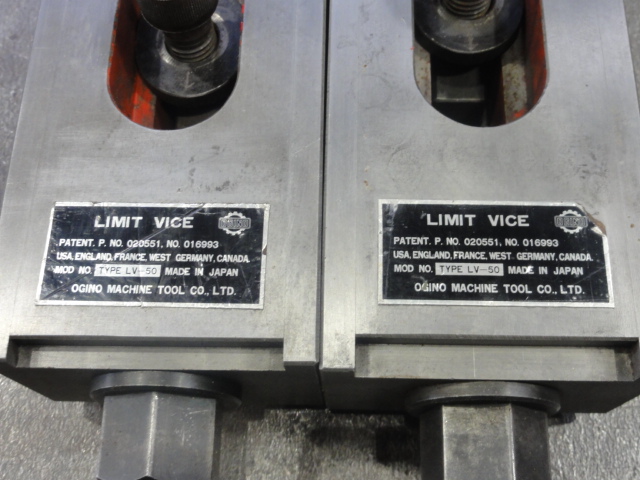 LIMIT VICE
PATENT. P. NO. 020551. NO. 016993
USA, ENGLAND, FRANCE, WEST GERMANY, CANADA.
MOD NO. TYPE LV-50 MADE IN JAPAN
OGINO MACHINE TOOL CO., LTD.
LIMIT VICE
PATENT. P. NO. 020551. NO. 016993
USA, ENGLAND, FRANCE, WEST GERMANY, CANADA.
MOD NO. TYPE LV-50 MADE IN JAPAN
OGINO MACHINE TOOL CO., LTD.